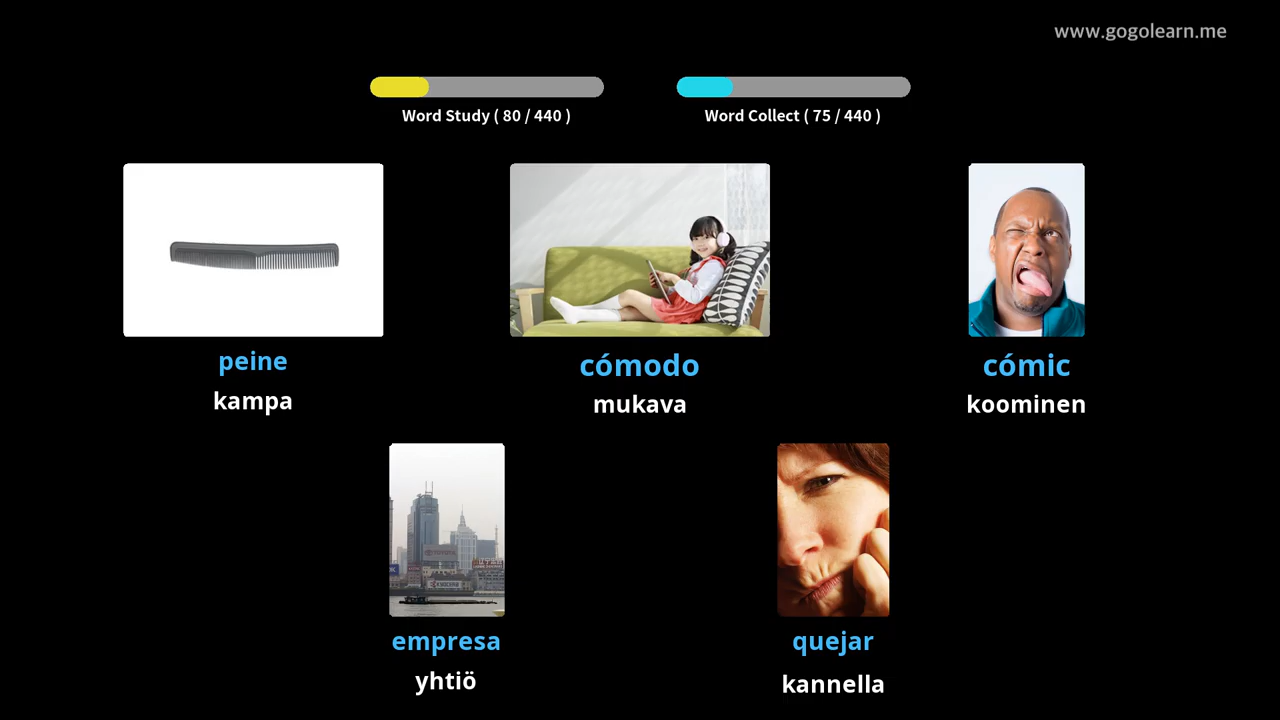 www.gogolearn.me
Word Study ( 80 / 440 )
Word Collect ( 75 / 440 )
peine
kampa
cómodo
mukava
cómic
koominen
empresa
yhtiö
quejar
kannella